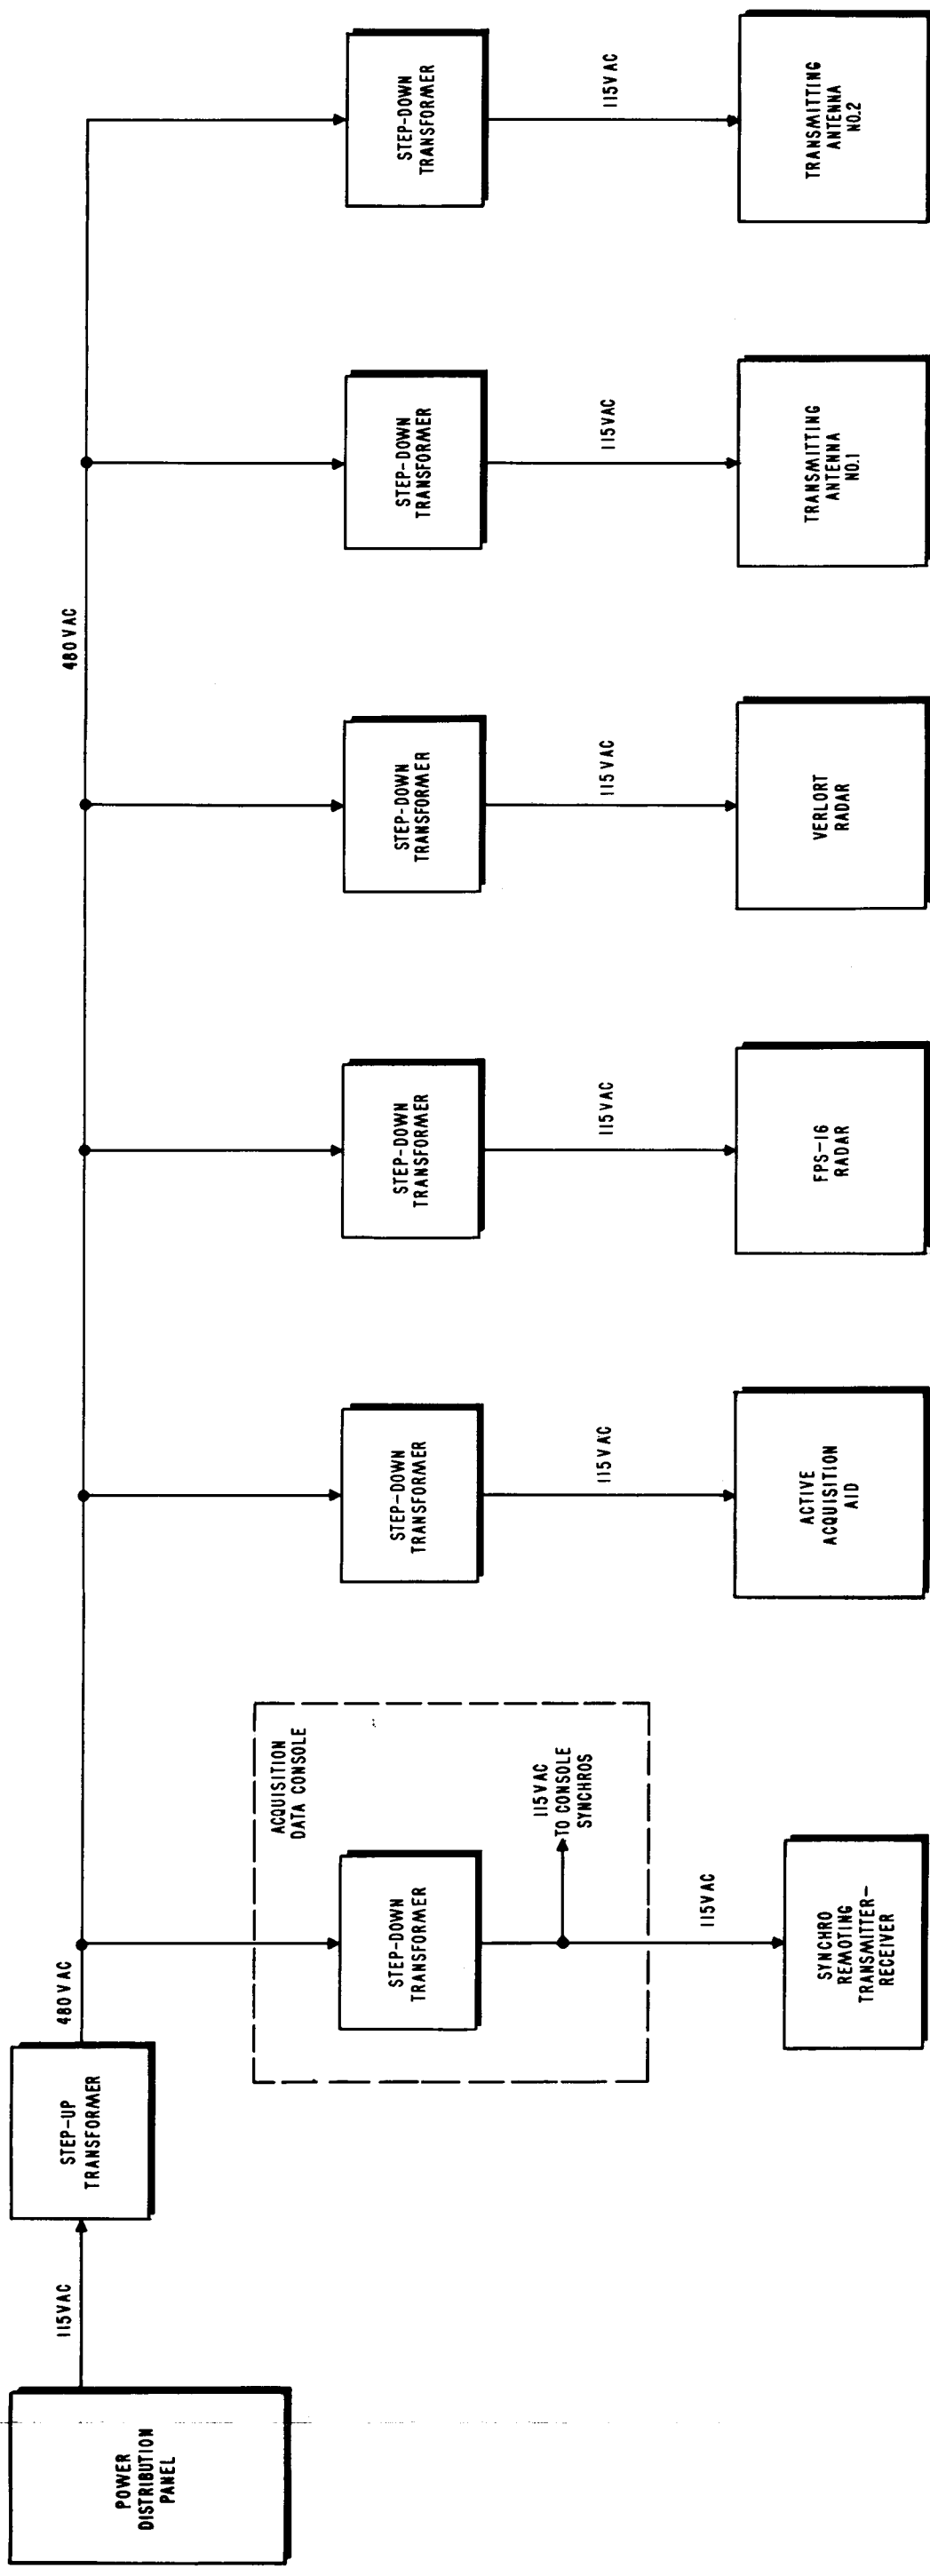 POWER
DISTRIBUTION
PANEL
115VAC
STEP-UP
TRANSFORMER
480VAC
480VAC
ACQUISITION
DATA CONSOLE
STEP-DOWN
TRANSFORMER
115VAC
TO CONSOLE
SYNCHROS
115VAC
SYNCHRO
REMOTING
TRANSMITTER-
RECEIVER
STEP-DOWN
TRANSFORMER
115VAC
ACTIVE
ACQUISITION
AID
STEP-DOWN
TRANSFORMER
115VAC
FPS-16
RADAR
STEP-DOWN
TRANSFORMER
115VAC
VERLORT
RADAR
STEP-DOWN
TRANSFORMER
115VAC
TRANSMITTING
ANTENNA
NO.1
STEP-DOWN
TRANSFORMER
115VAC
TRANSMITTING
ANTENNA
NO.2